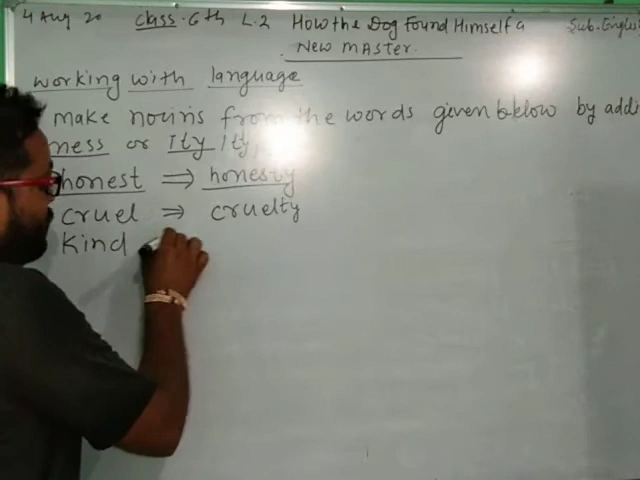 4 Aug 20 Class. 6th L.2 How the Dog Found Himself a Sub. English
New Master.
working with language
make nouns from the words given below by addi
ness or Ity Ity,
honest ⇒ honesty
cruel ⇒ cruelty
Kind